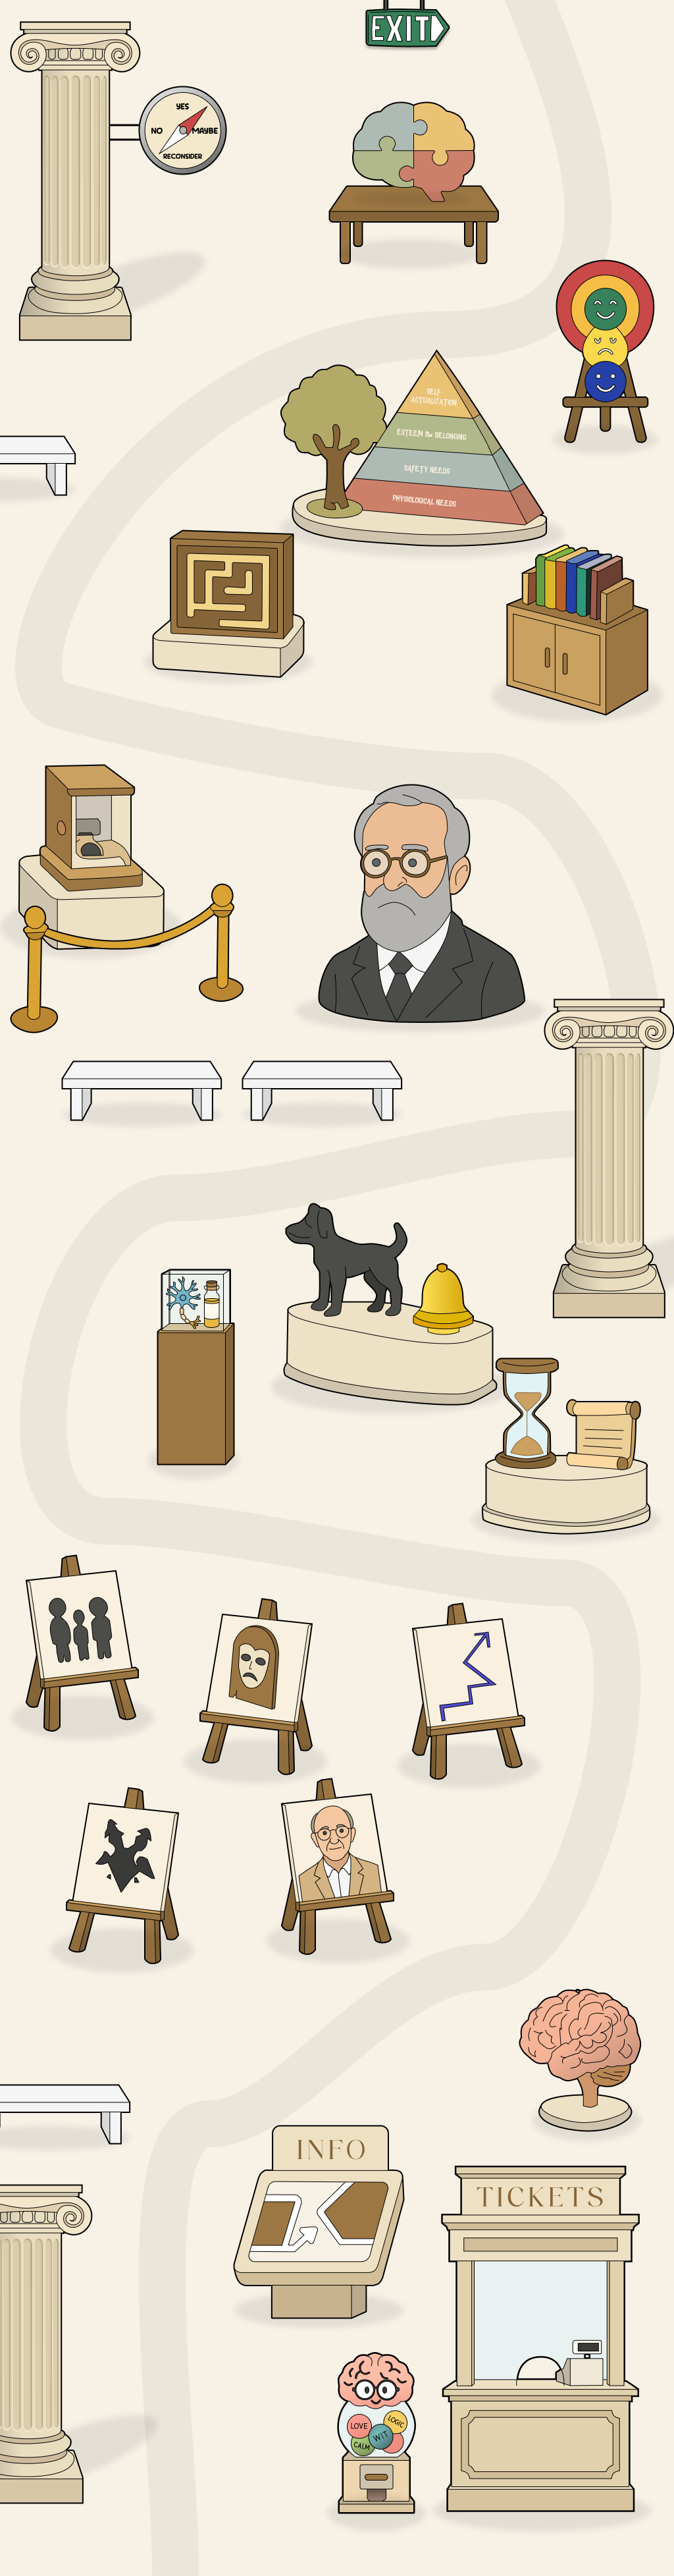 EXIT
YES
NO MAYBE
RECONSIDER
SELF-
ACTUALIZATION
ESTEEM & BELONGING
SAFETY NEEDS
PHYSIOLOGICAL NEEDS
INFO
TICKETS
LOVE
LOGIC
WIT
CALM